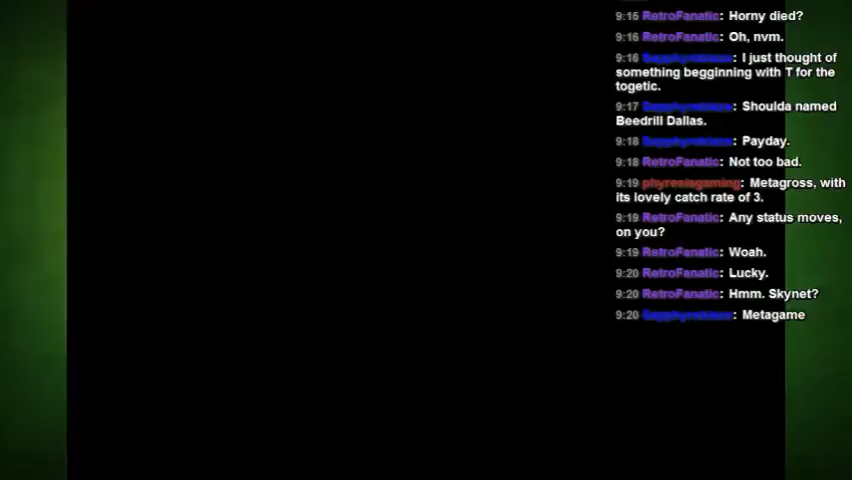 9:15 RetroFanatic: Horny died?
9:16 RetroFanatic: Oh, nvm.
9:16 : I just thought of
something begginning with T for the
togetic.
9:17 : Shoulda named
Beedrill Dallas.
9:18 : Payday.
9:18 RetroFanatic: Not too bad.
9:19 phyresisgaming: Metagross, with
its lovely catch rate of 3.
9:19 RetroFanatic: Any status moves,
on you?
9:19 RetroFanatic: Woah.
9:20 RetroFanatic: Lucky.
9:20 RetroFanatic: Hmm. Skynet?
9:20 : Metagame